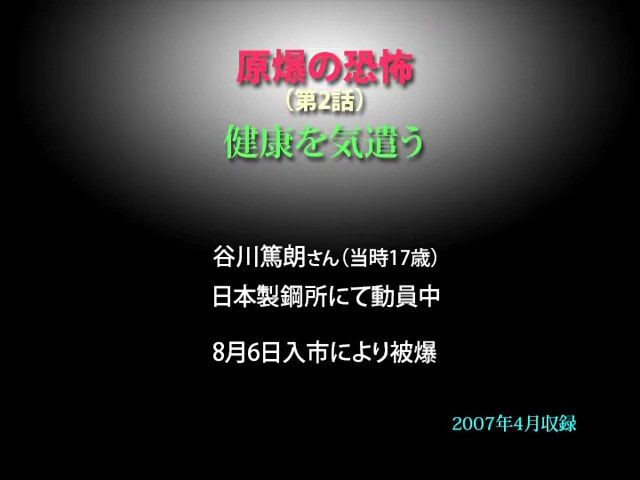 原爆の恐怖
（第2話）
健康を気遣う
谷川篤朗さん（当時17歳）
日本製鋼所にて動員中
8月6日入市により被爆
2007年4月収録